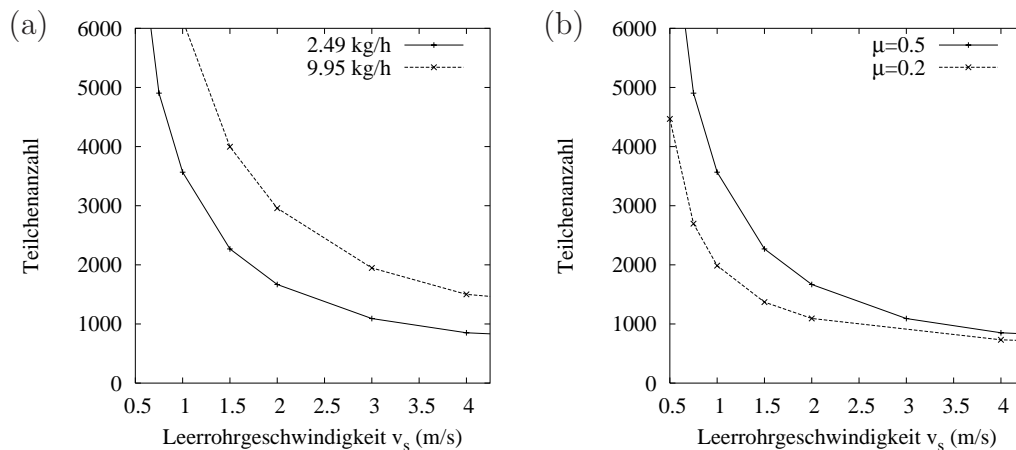 (a)
6000
5000
4000
3000
2000
1000
0
Teilchenanzahl
2.49 kg/h
9.95 kg/h
0.5 1 1.5 2 2.5 3 3.5 4
Leerrohrgeschwindigkeit v_s (m/s)
(b)
6000
5000
4000
3000
2000
1000
0
Teilchenanzahl
μ=0.5
μ=0.2
0.5 1 1.5 2 2.5 3 3.5 4
Leerrohrgeschwindigkeit v_s (m/s)